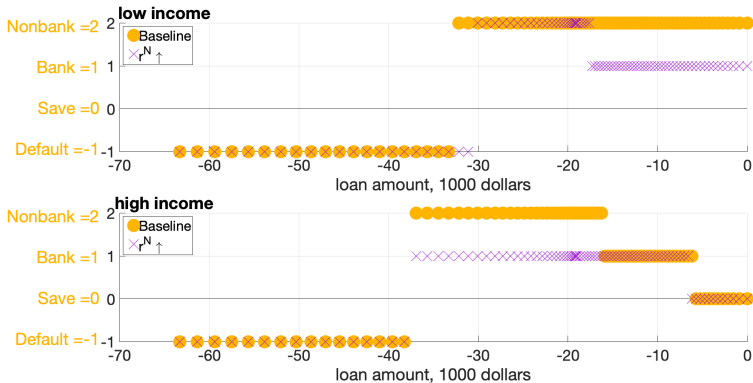 low income
Nonbank =2
Bank =1
Save =0
Default =-1
2
1
0
-1
Baseline
rᴺ ↑
-70 -60 -50 -40 -30 -20 -10 0
loan amount, 1000 dollars
high income
Nonbank =2
Bank =1
Save =0
Default =-1
2
1
0
-1
Baseline
rᴺ ↑
-70 -60 -50 -40 -30 -20 -10 0
loan amount, 1000 dollars